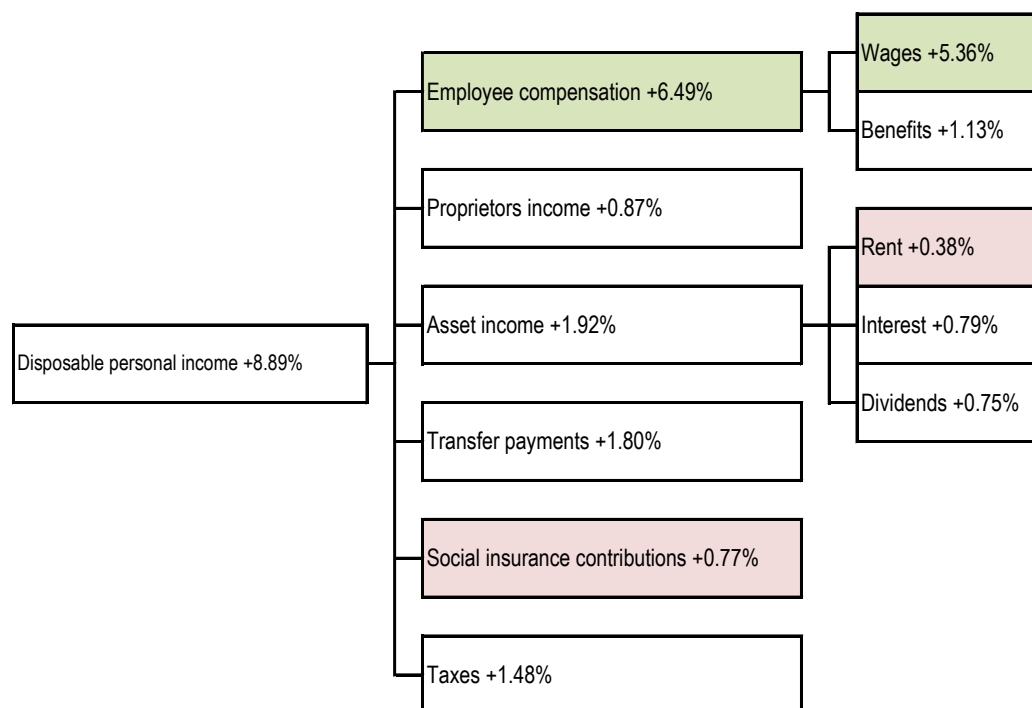 Disposable personal income +8.89%
Employee compensation +6.49%
Proprietors income +0.87%
Asset income +1.92%
Transfer payments +1.80%
Social insurance contributions +0.77%
Taxes +1.48%
Wages +5.36%
Benefits +1.13%
Rent +0.38%
Interest +0.79%
Dividends +0.75%